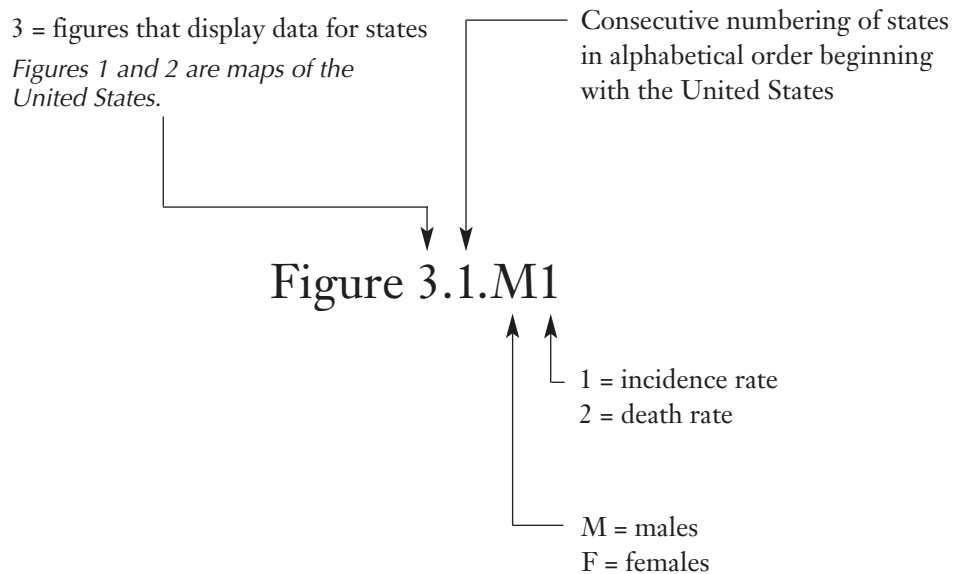 3 = figures that display data for states
Figures 1 and 2 are maps of the
United States.
Consecutive numbering of states
in alphabetical order beginning
with the United States
Figure 3.1.M1
1 = incidence rate
2 = death rate
M = males
F = females